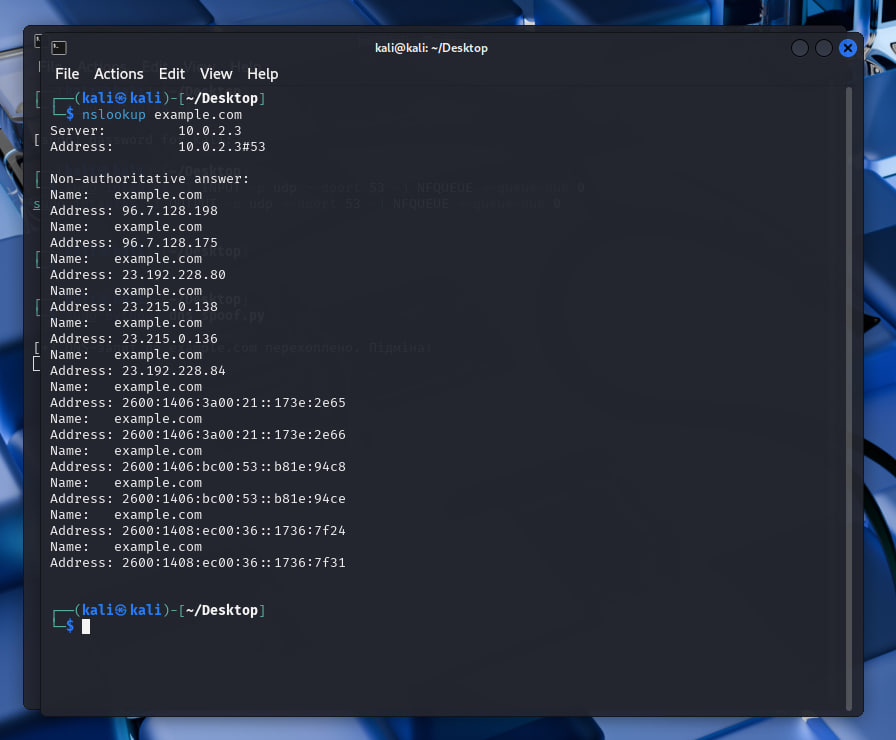 kali@kali: ~/Desktop
File Actions Edit View Help
┌──(kali㉿kali)-[~/Desktop]
└─$ nslookup example.com
Server:         10.0.2.3
Address:        10.0.2.3#53
Non-authoritative answer:
Name:   example.com
Address: 96.7.128.198
Name:   example.com
Address: 96.7.128.175
Name:   example.com
Address: 23.192.228.80
Name:   example.com
Address: 23.215.0.138
Name:   example.com
Address: 23.215.0.136
Name:   example.com
Address: 23.192.228.84
Name:   example.com
Address: 2600:1406:3a00:21::173e:2e65
Name:   example.com
Address: 2600:1406:3a00:21::173e:2e66
Name:   example.com
Address: 2600:1406:bc00:53::b81e:94c8
Name:   example.com
Address: 2600:1406:bc00:53::b81e:94ce
Name:   example.com
Address: 2600:1408:ec00:36::1736:7f24
Name:   example.com
Address: 2600:1408:ec00:36::1736:7f31
┌──(kali㉿kali)-[~/Desktop]
└─$